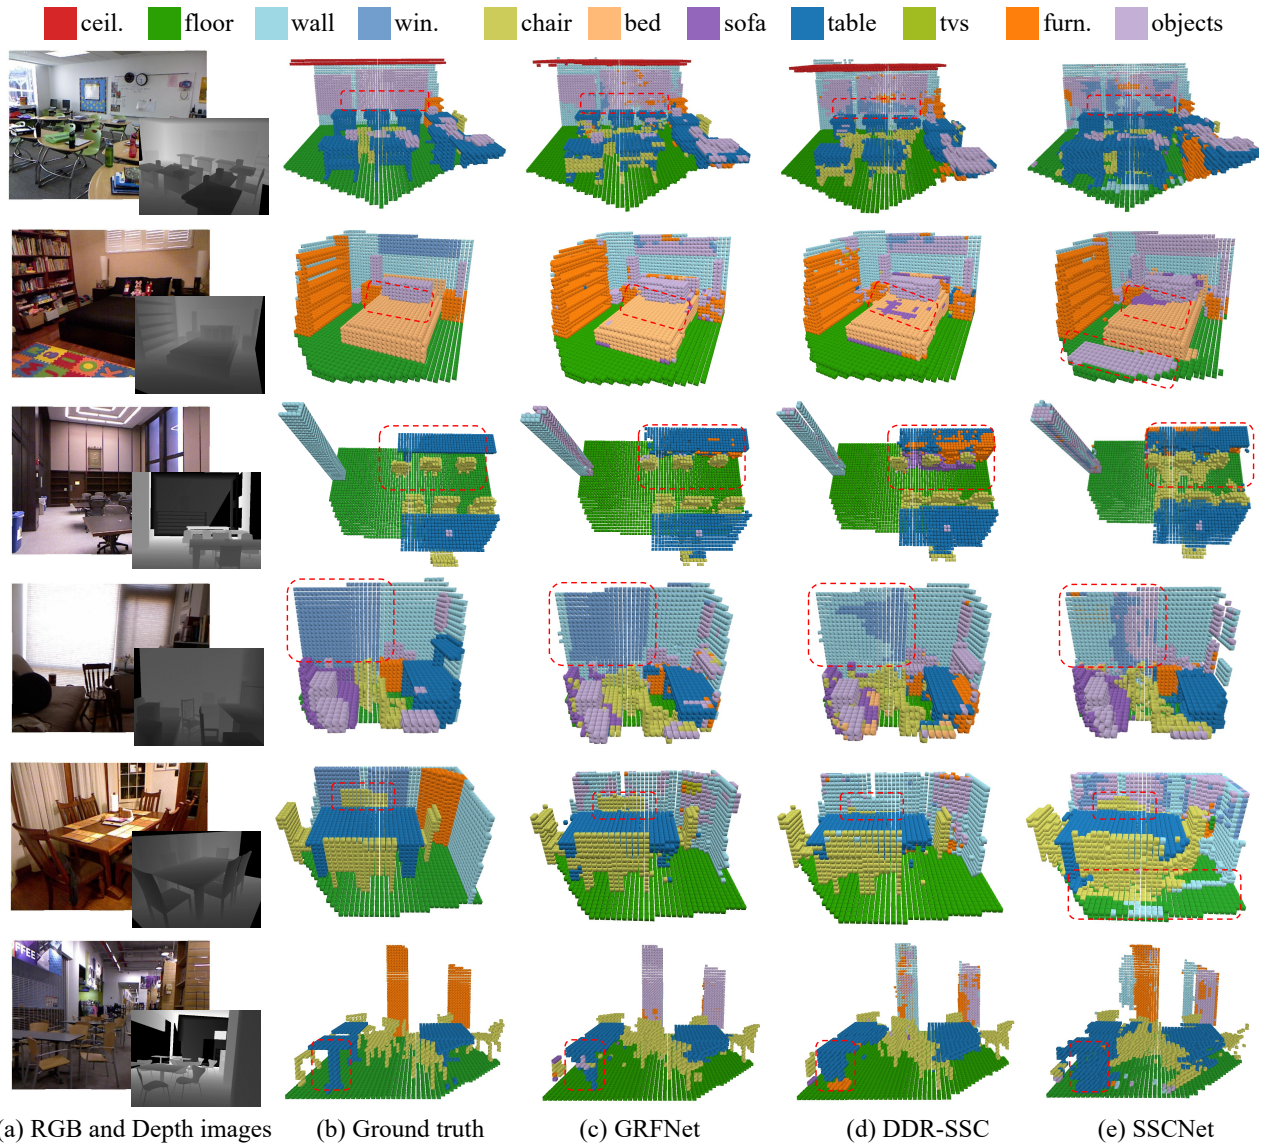 ceil. floor wall win. chair bed sofa table tvs furn. objects
FFEE
(a) RGB and Depth images (b) Ground truth (c) GRFNet (d) DDR-SSC (e) SSCNet